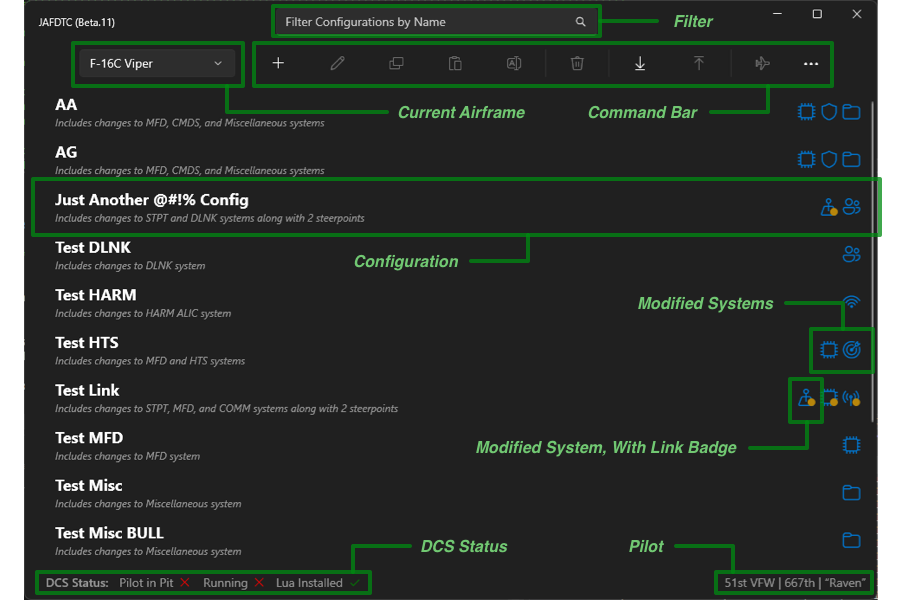 JAFDTC (Beta.11)
Filter Configurations by Name
Filter
F-16C Viper
Current Airframe
Command Bar
AA
Includes changes to MFD, CMDS, and Miscellaneous systems
AG
Includes changes to MFD, CMDS, and Miscellaneous systems
Just Another @#!% Config
Includes changes to STPT and DLNK systems along with 2 steerpoints
Configuration
Test DLNK
Includes changes to DLNK system
Test HARM
Includes changes to HARM ALIC system
Modified Systems
Test HTS
Includes changes to MFD and HTS systems
Test Link
Includes changes to STPT, MFD, and COMM systems along with 2 steerpoints
Modified System, With Link Badge
Test MFD
Includes changes to MFD system
Test Misc
Includes changes to Miscellaneous system
Test Misc BULL
Includes changes to Miscellaneous system
DCS Status
Pilot
DCS Status: Pilot in Pit ✕ Running ✕ Lua Installed ✓
51st VFW | 667th | “Raven”